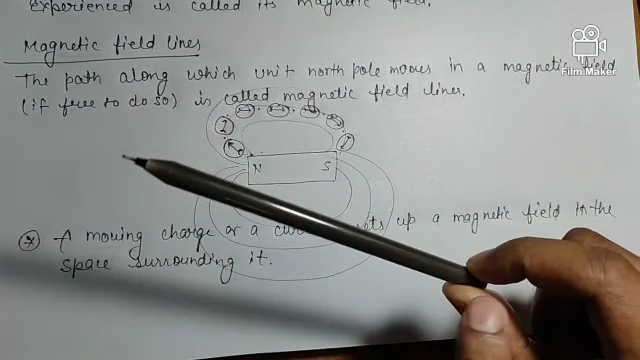 Experienced is called its magnetic field.
Magnetic field lines
The path along which unit north pole moves in a magnetic field
(if free to do so) is called magnetic field lines.
N S
A moving charge or a sets up a magnetic field in the
space surrounding it.
Film Maker